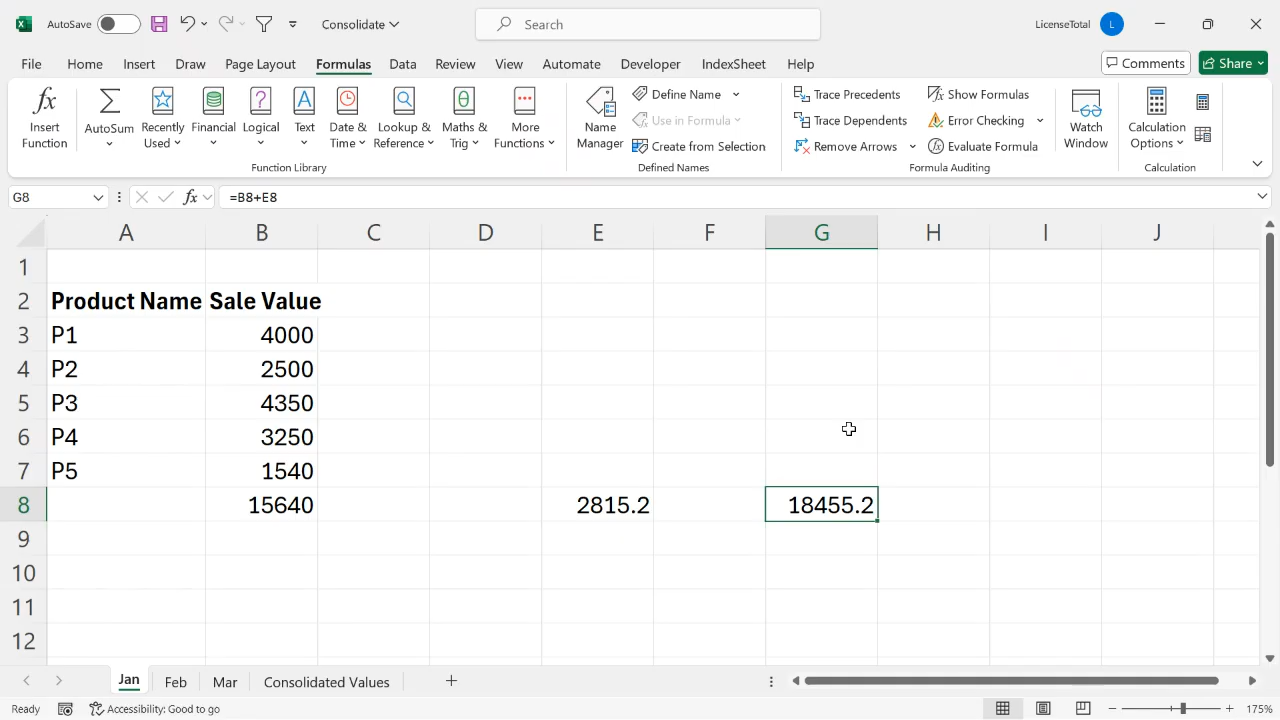 AutoSave
Consolidate
Search
LicenseTotal
L
File Home Insert Draw Page Layout Formulas Data Review View Automate Developer IndexSheet Help
Comments
Share
Insert Function
AutoSum
Recently Used
Financial
Logical
Text
Date & Time
Lookup & Reference
Maths & Trig
More Functions
Function Library
Name Manager
Define Name
Use in Formula
Create from Selection
Defined Names
Trace Precedents
Trace Dependents
Remove Arrows
Show Formulas
Error Checking
Evaluate Formula
Formula Auditing
Watch Window
Calculation Options
Calculation
G8 fx =B8+E8
A B C D E F G H I J
1
2 Product Name Sale Value
3 P1 4000
4 P2 2500
5 P3 4350
6 P4 3250
7 P5 1540
8 15640 2815.2 18455.2
9
10
11
12
Jan Feb Mar Consolidated Values
Ready Accessibility: Good to go 175%